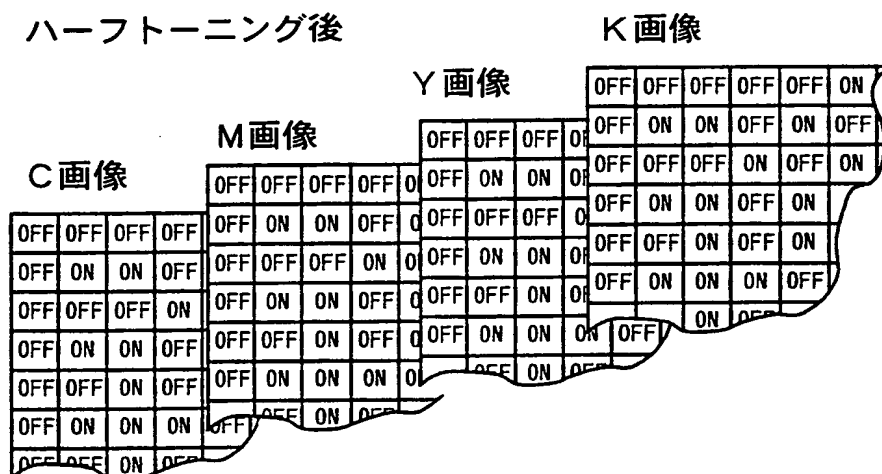 ハーフトーニング後
K画像
OFF OFF OFF OFF OFF ON
OFF ON ON OFF ON OFF
OFF OFF OFF ON OFF ON
OFF ON ON OFF ON
OFF OFF ON OFF ON
OFF ON ON ON OFF
ON
Y画像
OFF OFF OFF
OFF ON ON
OFF OFF OFF
OFF ON ON
OFF OFF ON
OFF ON ON ON OFF
OFF ON
M画像
OFF OFF OFF OFF
OFF ON ON OFF
OFF OFF OFF ON
OFF ON ON OFF
OFF OFF ON OFF
OFF ON ON ON
OFF OFF ON
C画像
OFF OFF OFF OFF
OFF ON ON OFF
OFF OFF OFF ON
OFF ON ON OFF
OFF OFF ON OFF
OFF ON ON ON
OFF OFF ON